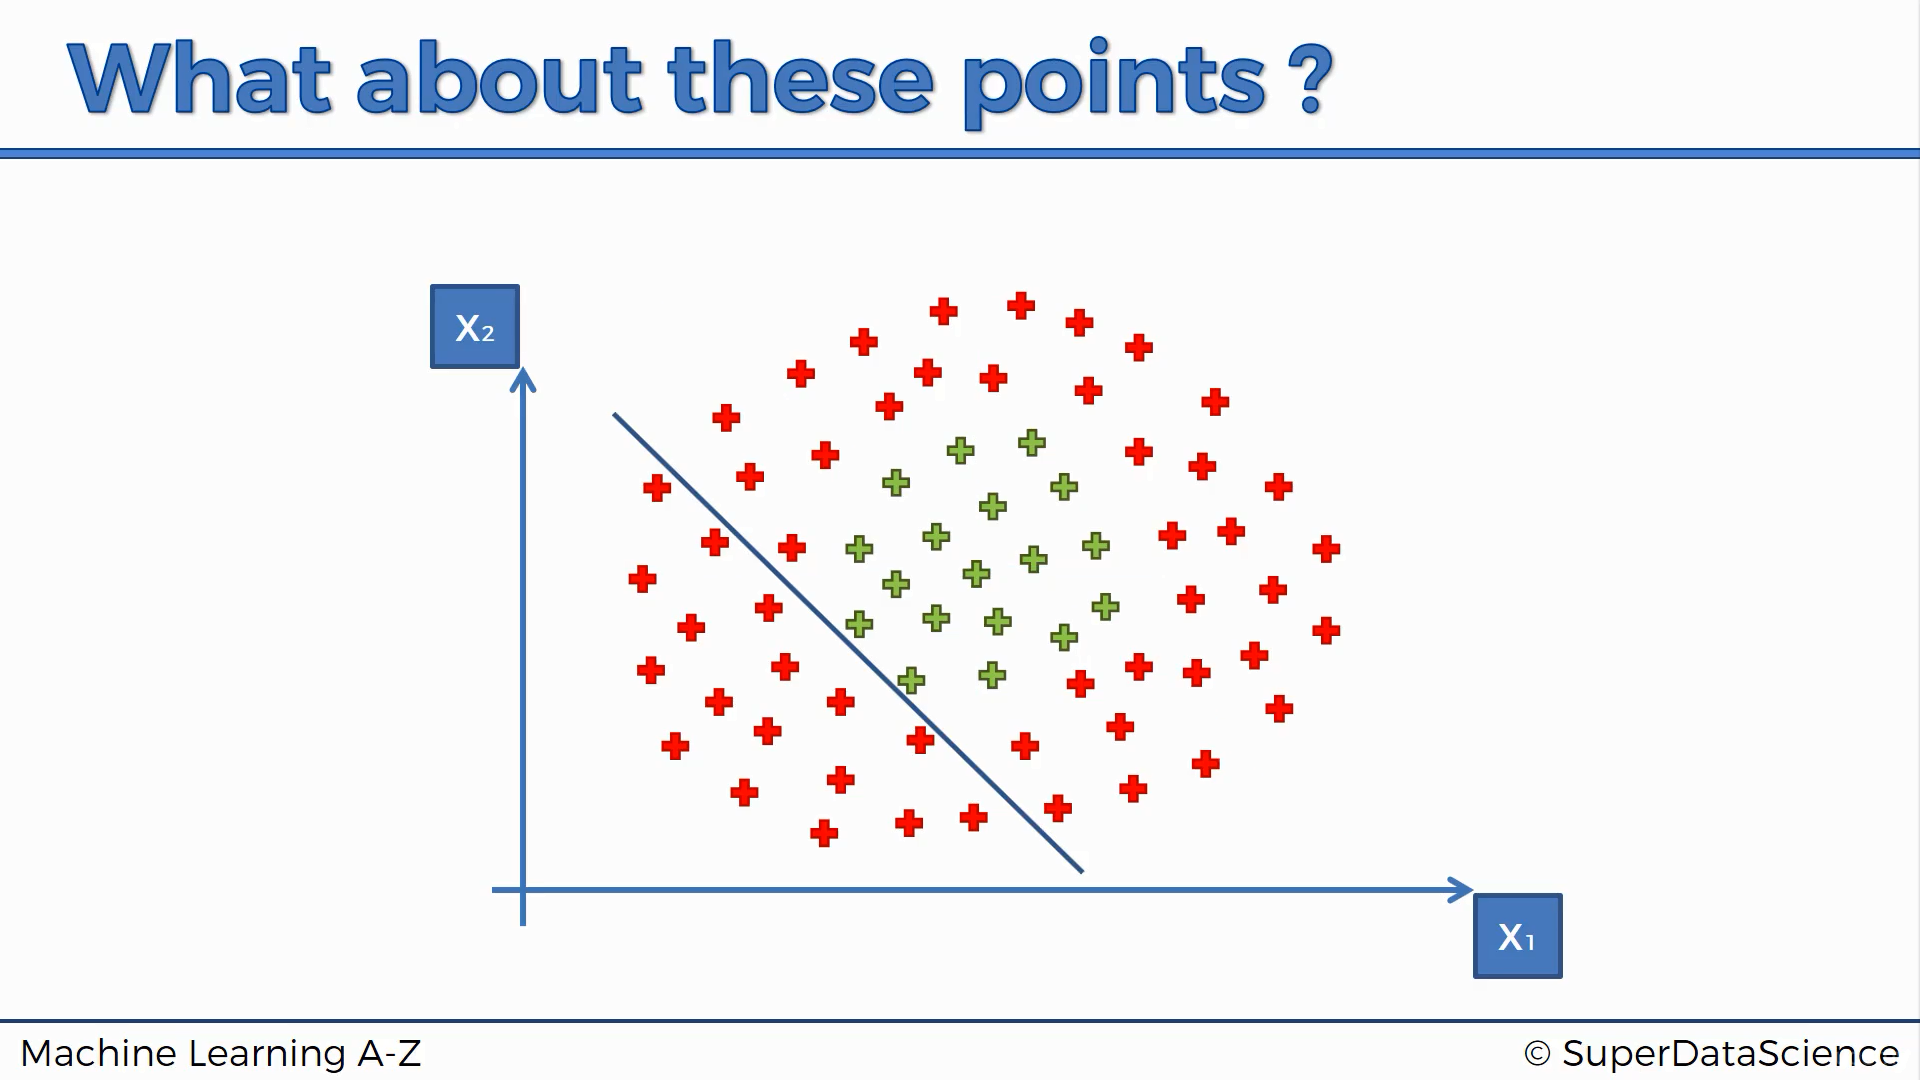 What about these points ?
X₂
X₁
Machine Learning A-Z
© SuperDataScience